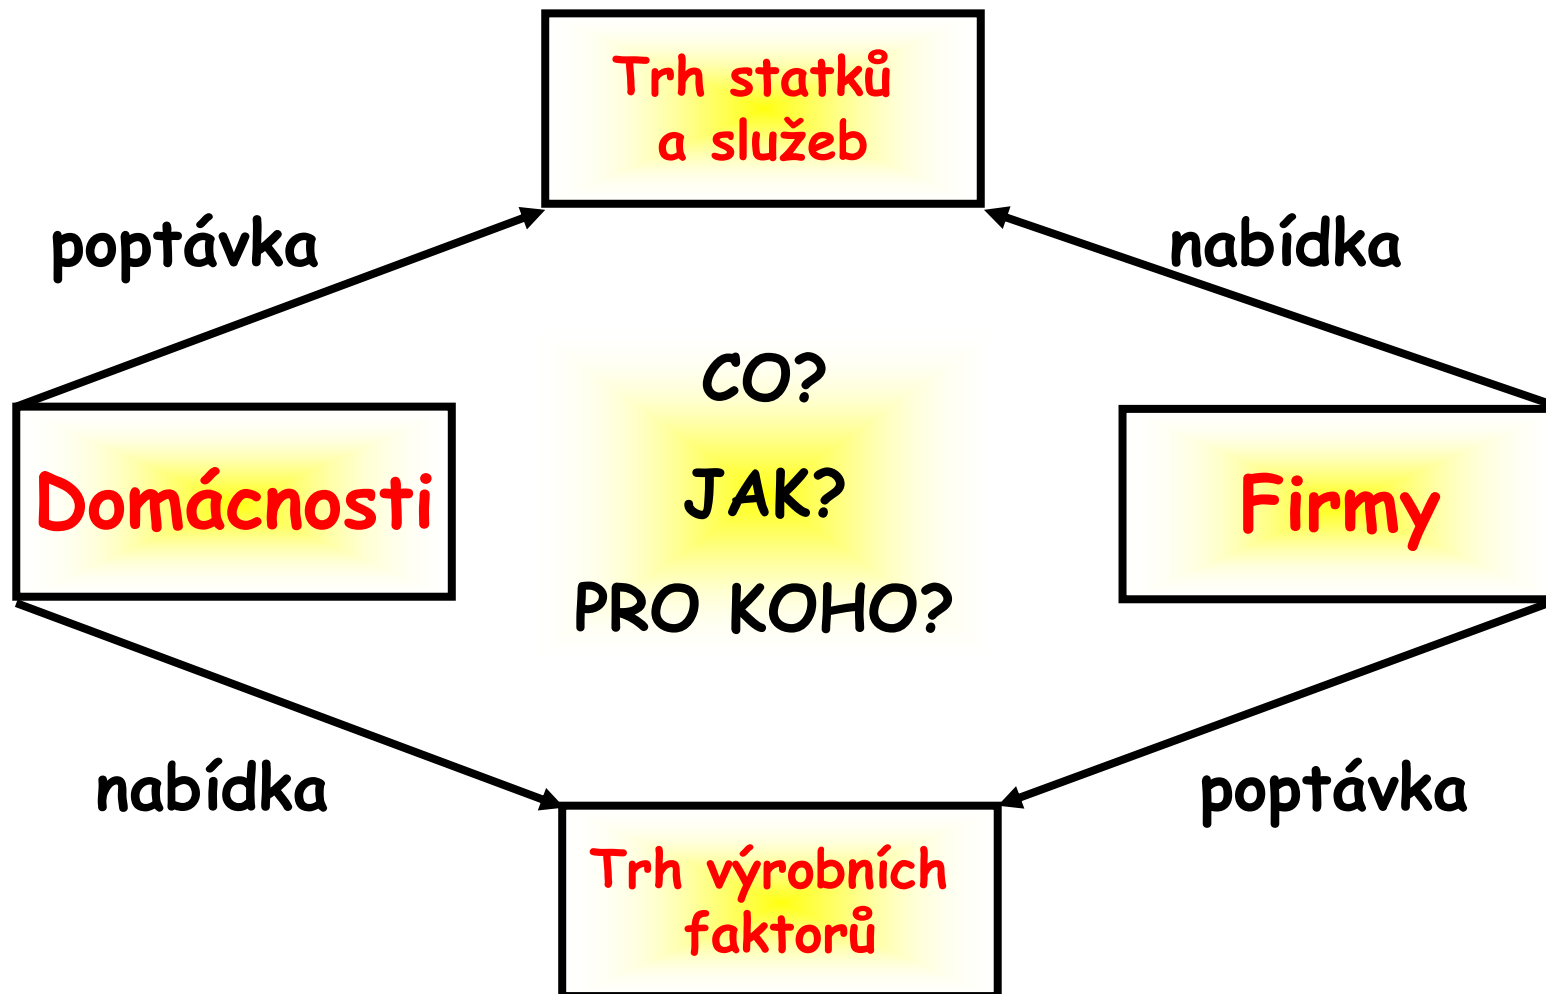 Trh statků
a služeb
poptávka
nabídka
CO?
JAK?
PRO KOHO?
Domácnosti
Firmy
nabídka
poptávka
Trh výrobních
faktorů